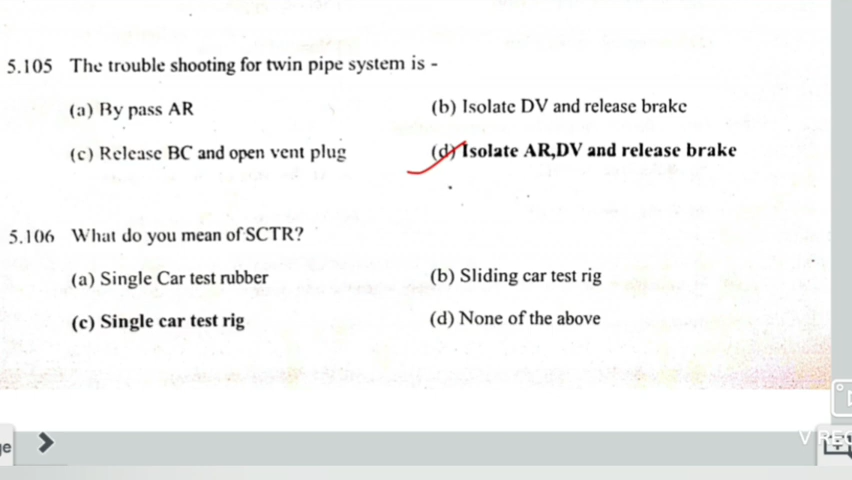 5.105 The trouble shooting for twin pipe system is -
(a) By pass AR (b) Isolate DV and release brake
(c) Release BC and open vent plug (d) Isolate AR,DV and release brake
5.106 What do you mean of SCTR?
(a) Single Car test rubber (b) Sliding car test rig
(c) Single car test rig (d) None of the above
V REC